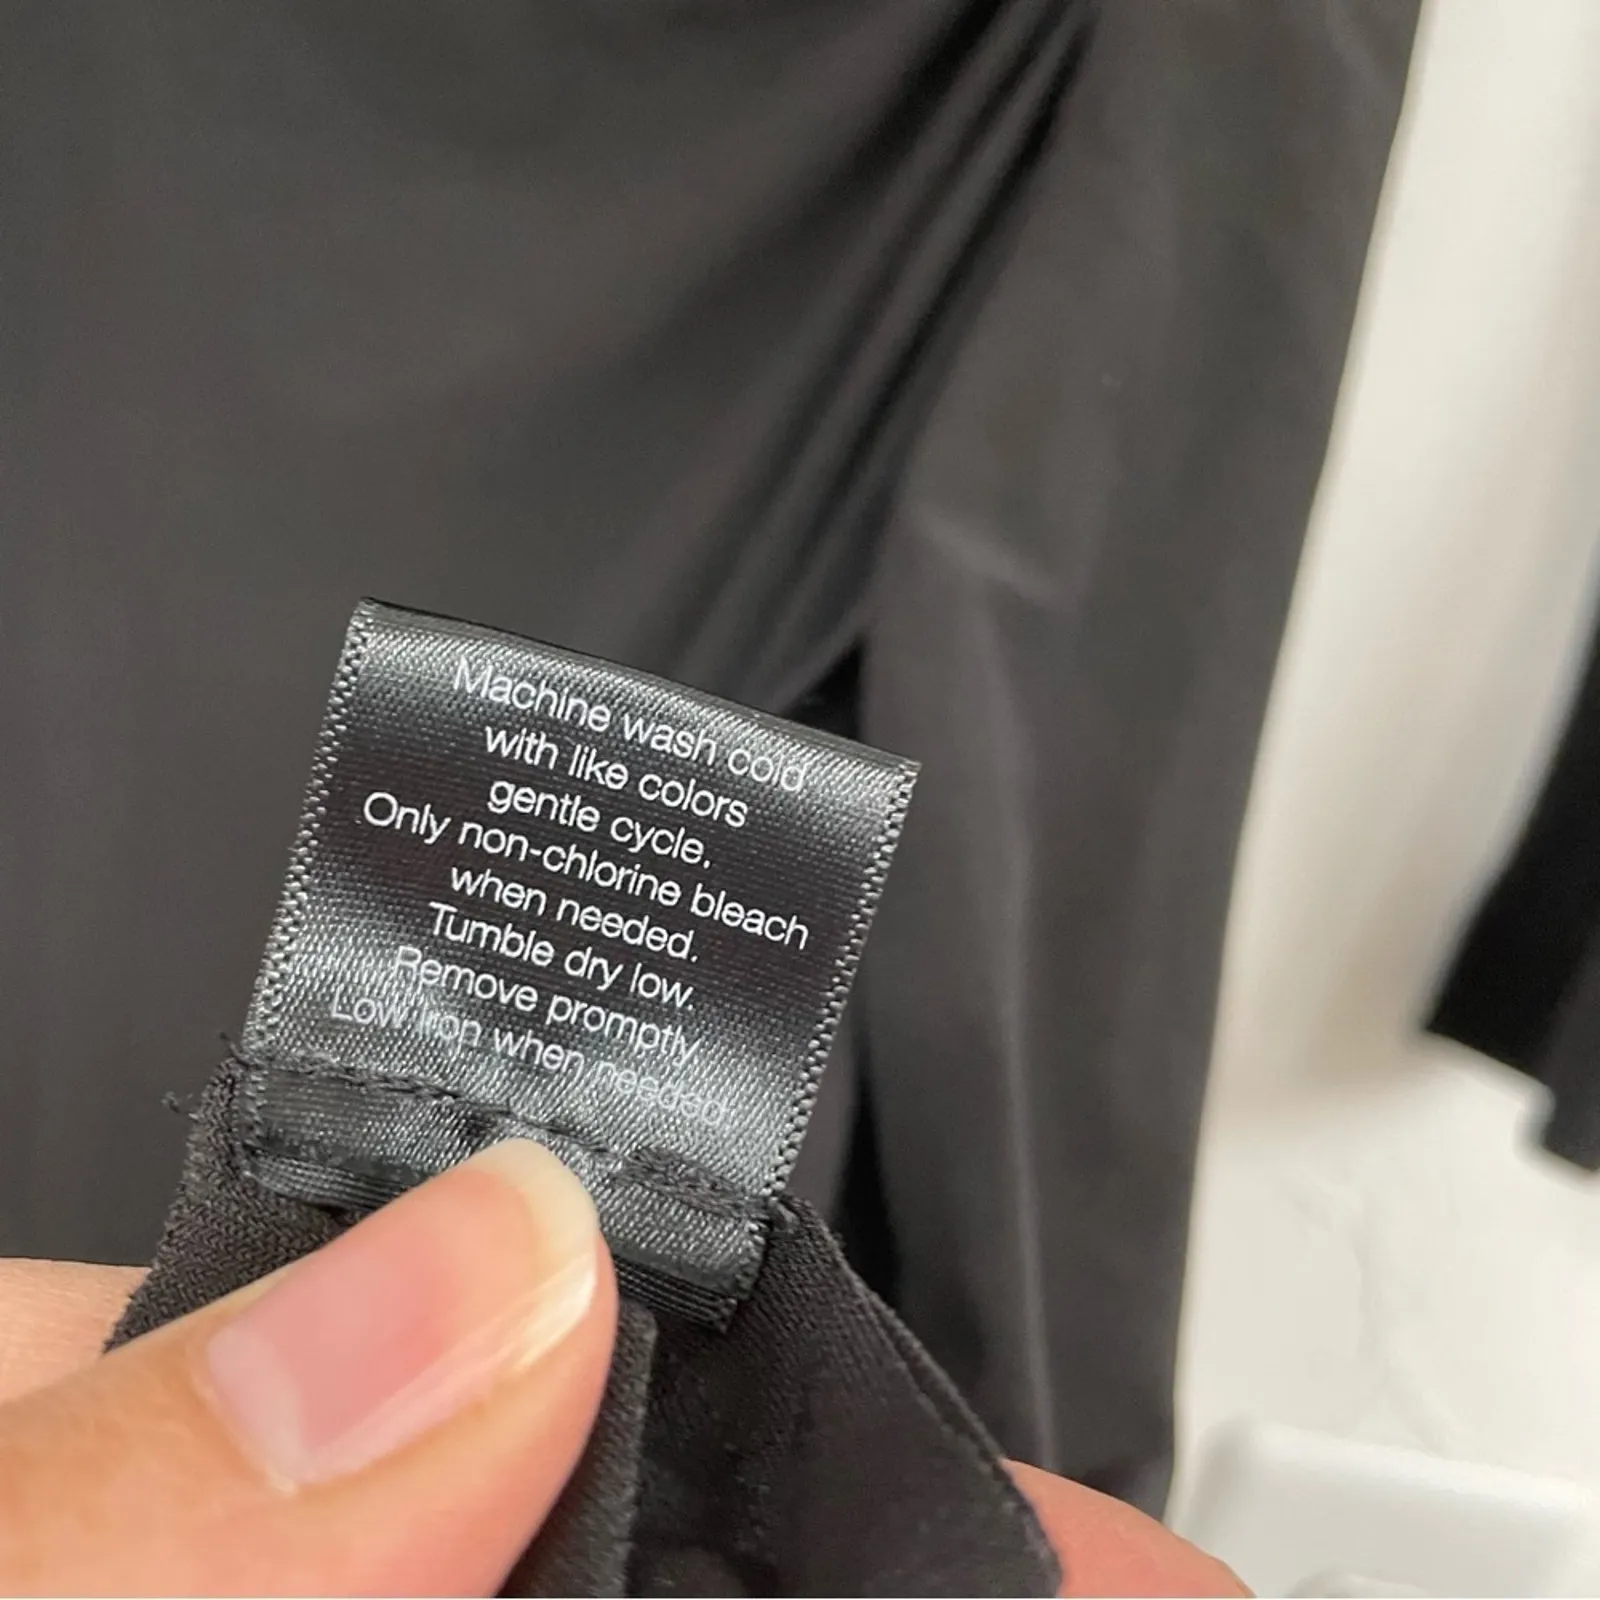 Machine wash cold
with like colors
gentle cycle.
Only non-chlorine bleach
when needed.
Tumble dry low.
Remove promptly.
Low iron when needed.